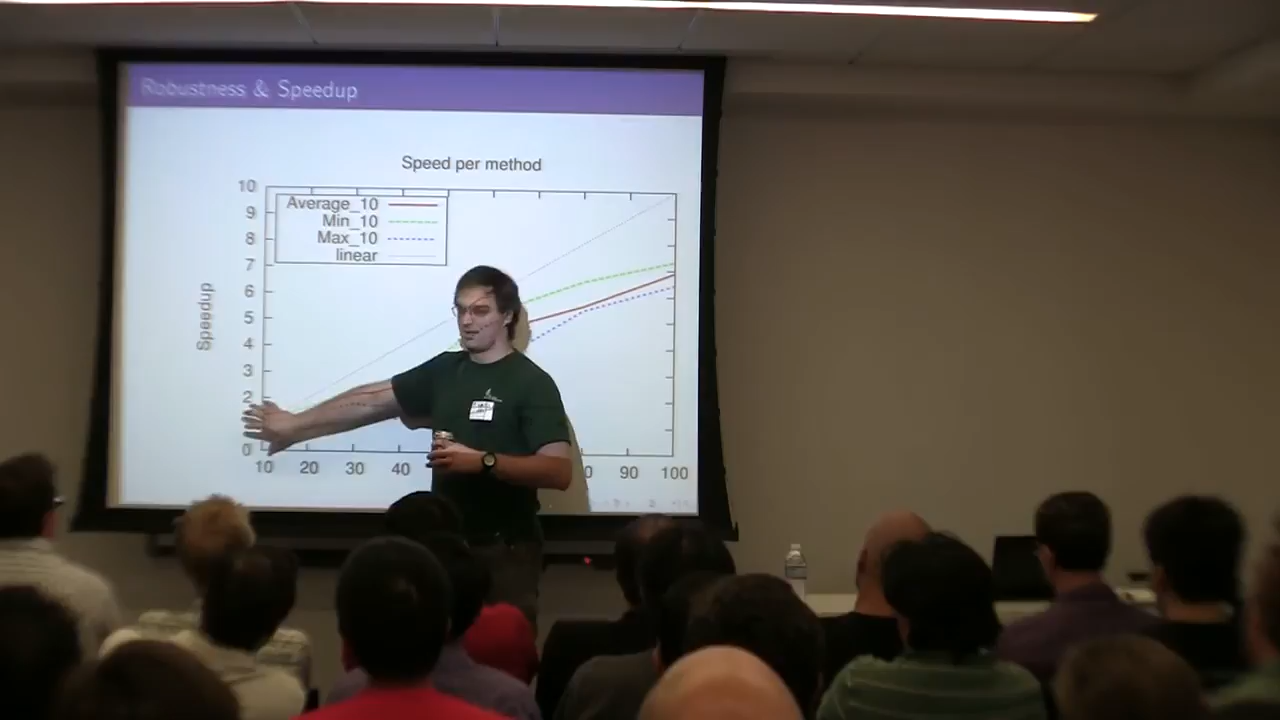 Robustness & Speedup
Speed per method
10
9
8
7
6
5
4
3
2
0
Speedup
Average_10
Min_10
Max_10
linear
10 20 30 40 0 90 100